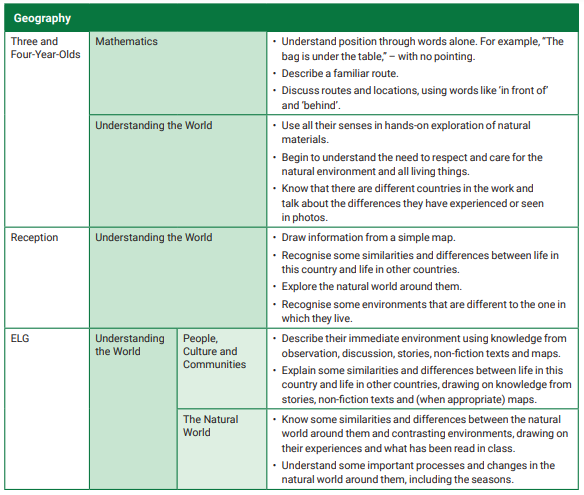 Geography
Three and
Four-Year-Olds
Mathematics
• Understand position through words alone. For example, “The
bag is under the table,” – with no pointing.
• Describe a familiar route.
• Discuss routes and locations, using words like ‘in front of’
and ‘behind’.
Understanding the World
• Use all their senses in hands-on exploration of natural
materials.
• Begin to understand the need to respect and care for the
natural environment and all living things.
• Know that there are different countries in the work and
talk about the differences they have experienced or seen
in photos.
Reception
Understanding the World
• Draw information from a simple map.
• Recognise some similarities and differences between life in
this country and life in other countries.
• Explore the natural world around them.
• Recognise some environments that are different to the one in
which they live.
ELG
Understanding
the World
People,
Culture and
Communities
• Describe their immediate environment using knowledge from
observation, discussion, stories, non-fiction texts and maps.
• Explain some similarities and differences between life in this
country and life in other countries, drawing on knowledge from
stories, non-fiction texts and (when appropriate) maps.
The Natural
World
• Know some similarities and differences between the natural
world around them and contrasting environments, drawing on
their experiences and what has been read in class.
• Understand some important processes and changes in the
natural world around them, including the seasons.